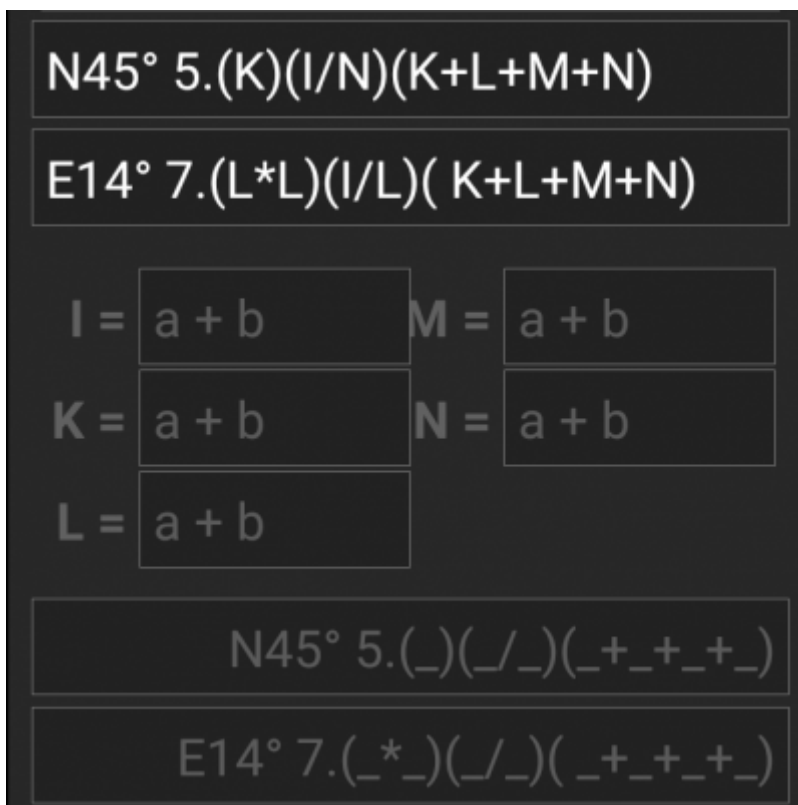 N45° 5.(K)(I/N)(K+L+M+N)
E14° 7.(L*L)(I/L)( K+L+M+N)
I = a + b M = a + b
K = a + b N = a + b
L = a + b
N45° 5.(_)(_/_)(_+_+_+_)
E14° 7.(_*_)(_/_)( _+_+_+_)